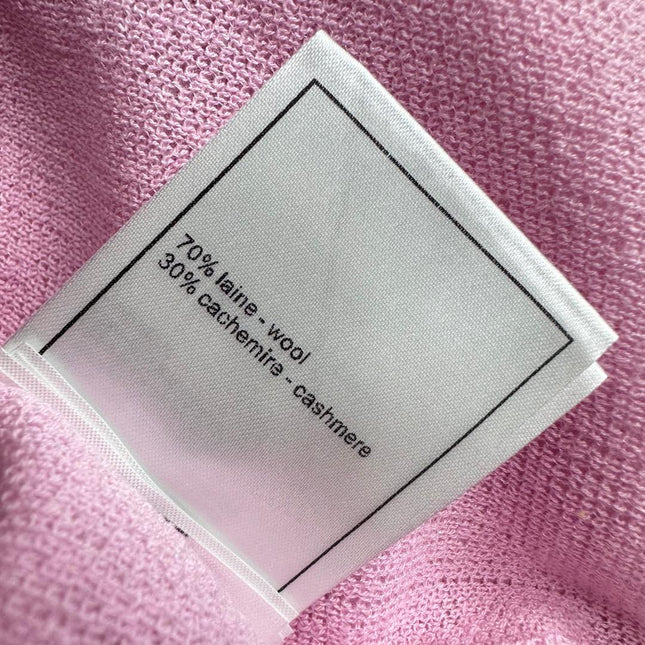 70% laine - wool
30% cachemire - cashmere